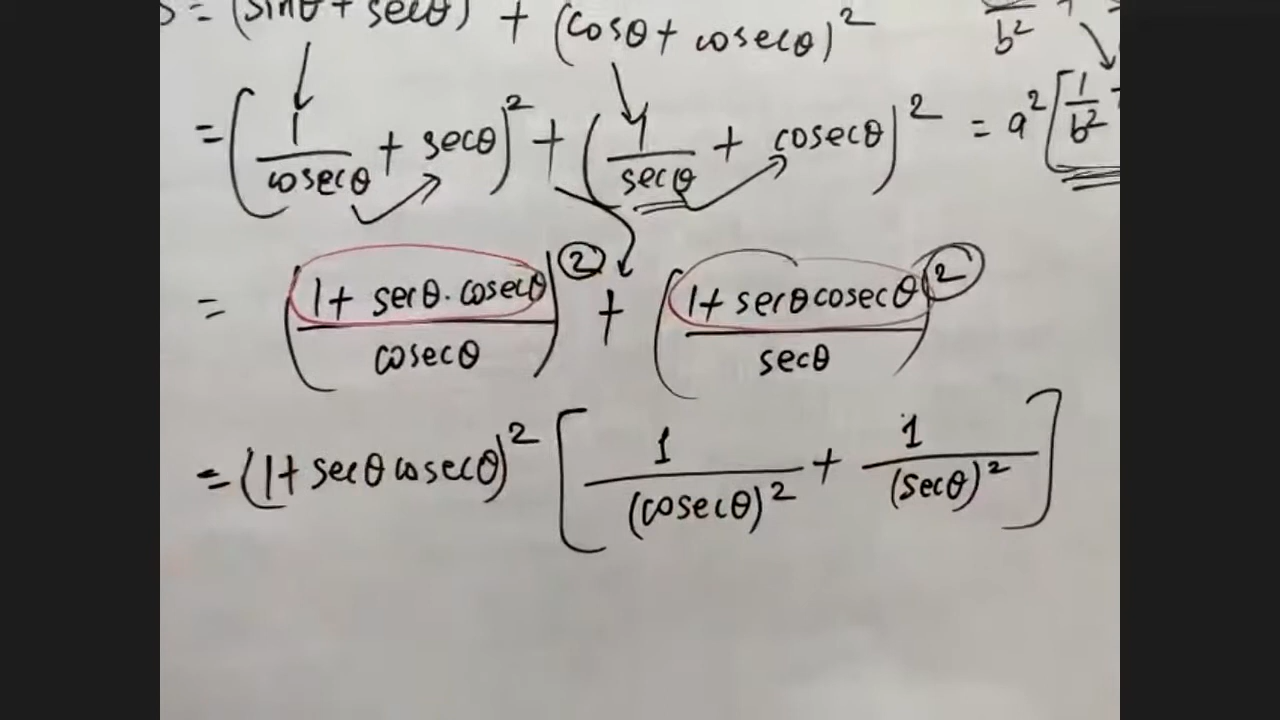 S = (sinθ + secθ) + (cosθ + cosecθ)²
= (1/cosecθ + secθ)² + (1/secθ + cosecθ)² = a² [1/b² +
= ((1 + secθ·cosecθ)/cosecθ)² + ((1 + secθcosecθ)/secθ)²
= (1 + secθcosecθ)² [1/(cosecθ)² + 1/(secθ)²]